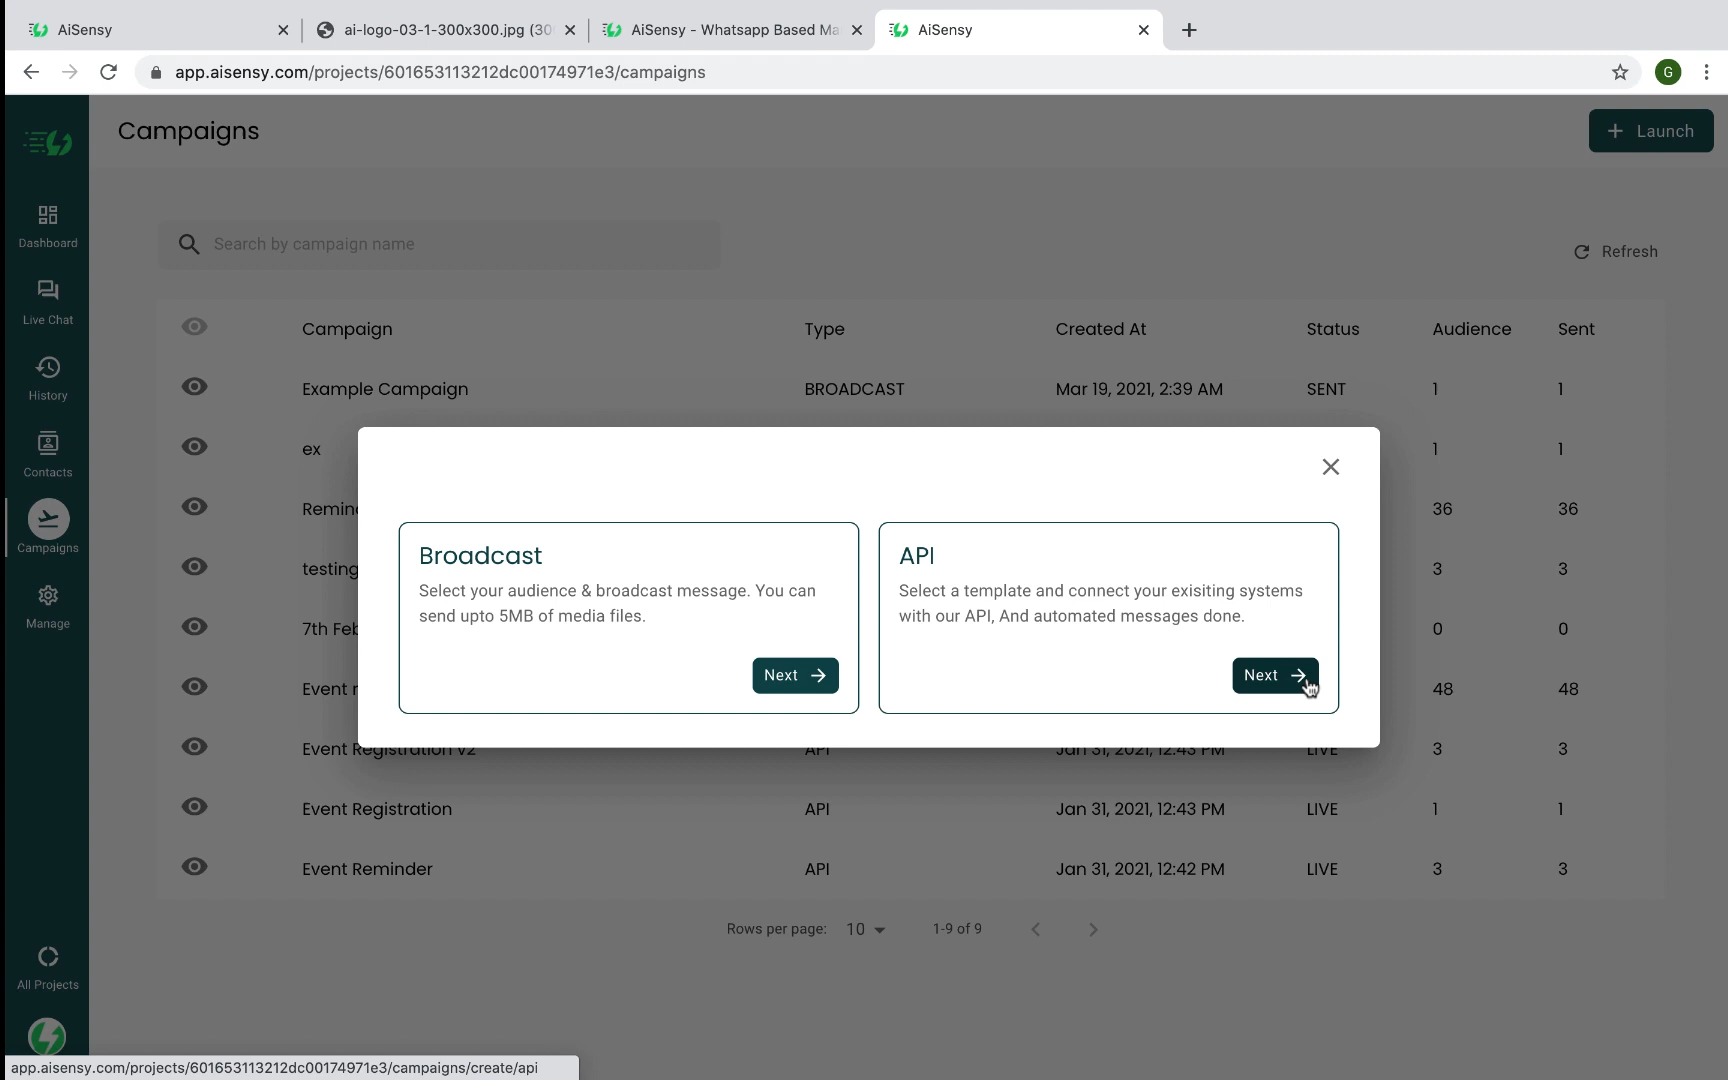 AiSensy
ai-logo-03-1-300x300.jpg (30
AiSensy - Whatsapp Based Ma
AiSensy
app.aisensy.com/projects/601653113212dc00174971e3/campaigns
G
Campaigns
+ Launch
Dashboard
Live Chat
History
Contacts
Campaigns
Manage
All Projects
Search by campaign name
Refresh
Campaign Type Created At Status Audience Sent
Example Campaign BROADCAST Mar 19, 2021, 2:39 AM SENT 1 1
ex 1 1
Remin 36 36
testing 3 3
7th Feb 0 0
Event r 48 48
Event Registration v2 API Jan 31, 2021, 12:43 PM LIVE 3 3
Event Registration API Jan 31, 2021, 12:43 PM LIVE 1 1
Event Reminder API Jan 31, 2021, 12:42 PM LIVE 3 3
Broadcast
Select your audience & broadcast message. You can
send upto 5MB of media files.
Next
API
Select a template and connect your exisiting systems
with our API, And automated messages done.
Next
Rows per page: 10 1-9 of 9
app.aisensy.com/projects/601653113212dc00174971e3/campaigns/create/api